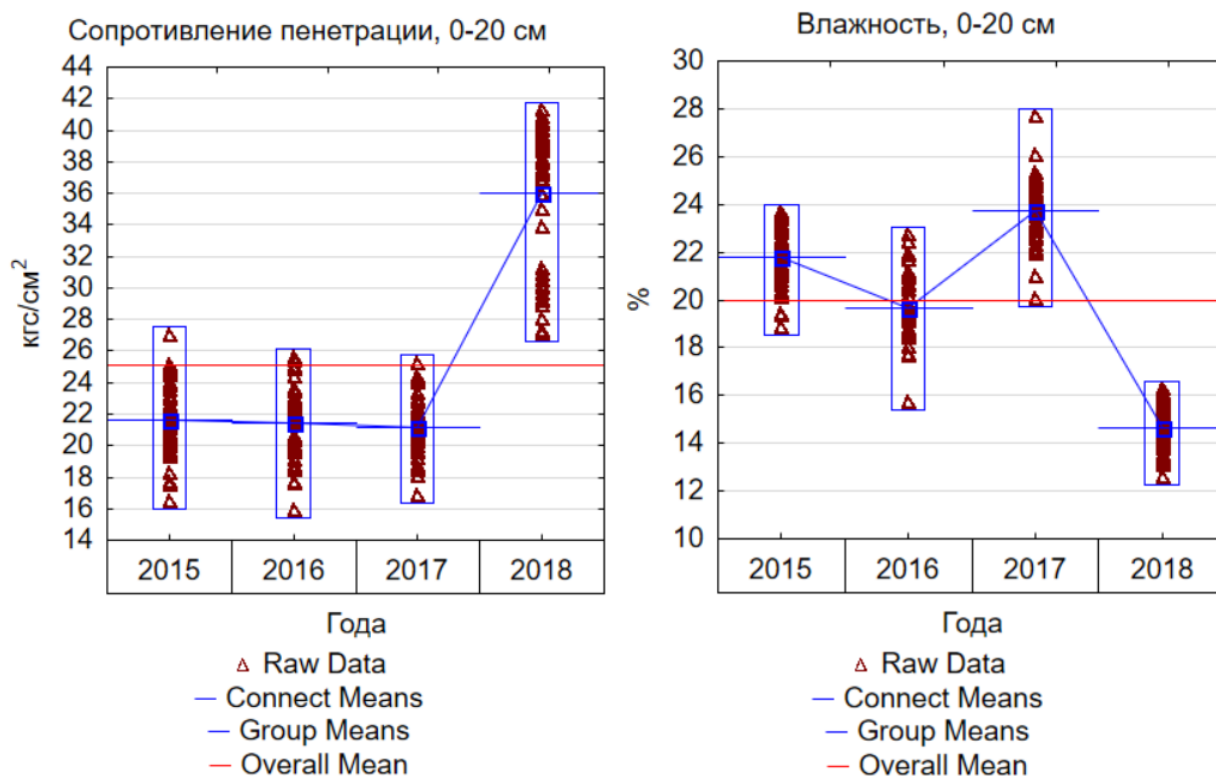 Сопротивление пенетрации, 0-20 см
44
42
40
38
36
34
32
30
28
26
24
22
20
18
16
14
кгс/см²
2015 2016 2017 2018
Года
Raw Data
Connect Means
Group Means
Overall Mean
Влажность, 0-20 см
30
28
26
24
22
20
18
16
14
12
10
%
2015 2016 2017 2018
Года
Raw Data
Connect Means
Group Means
Overall Mean